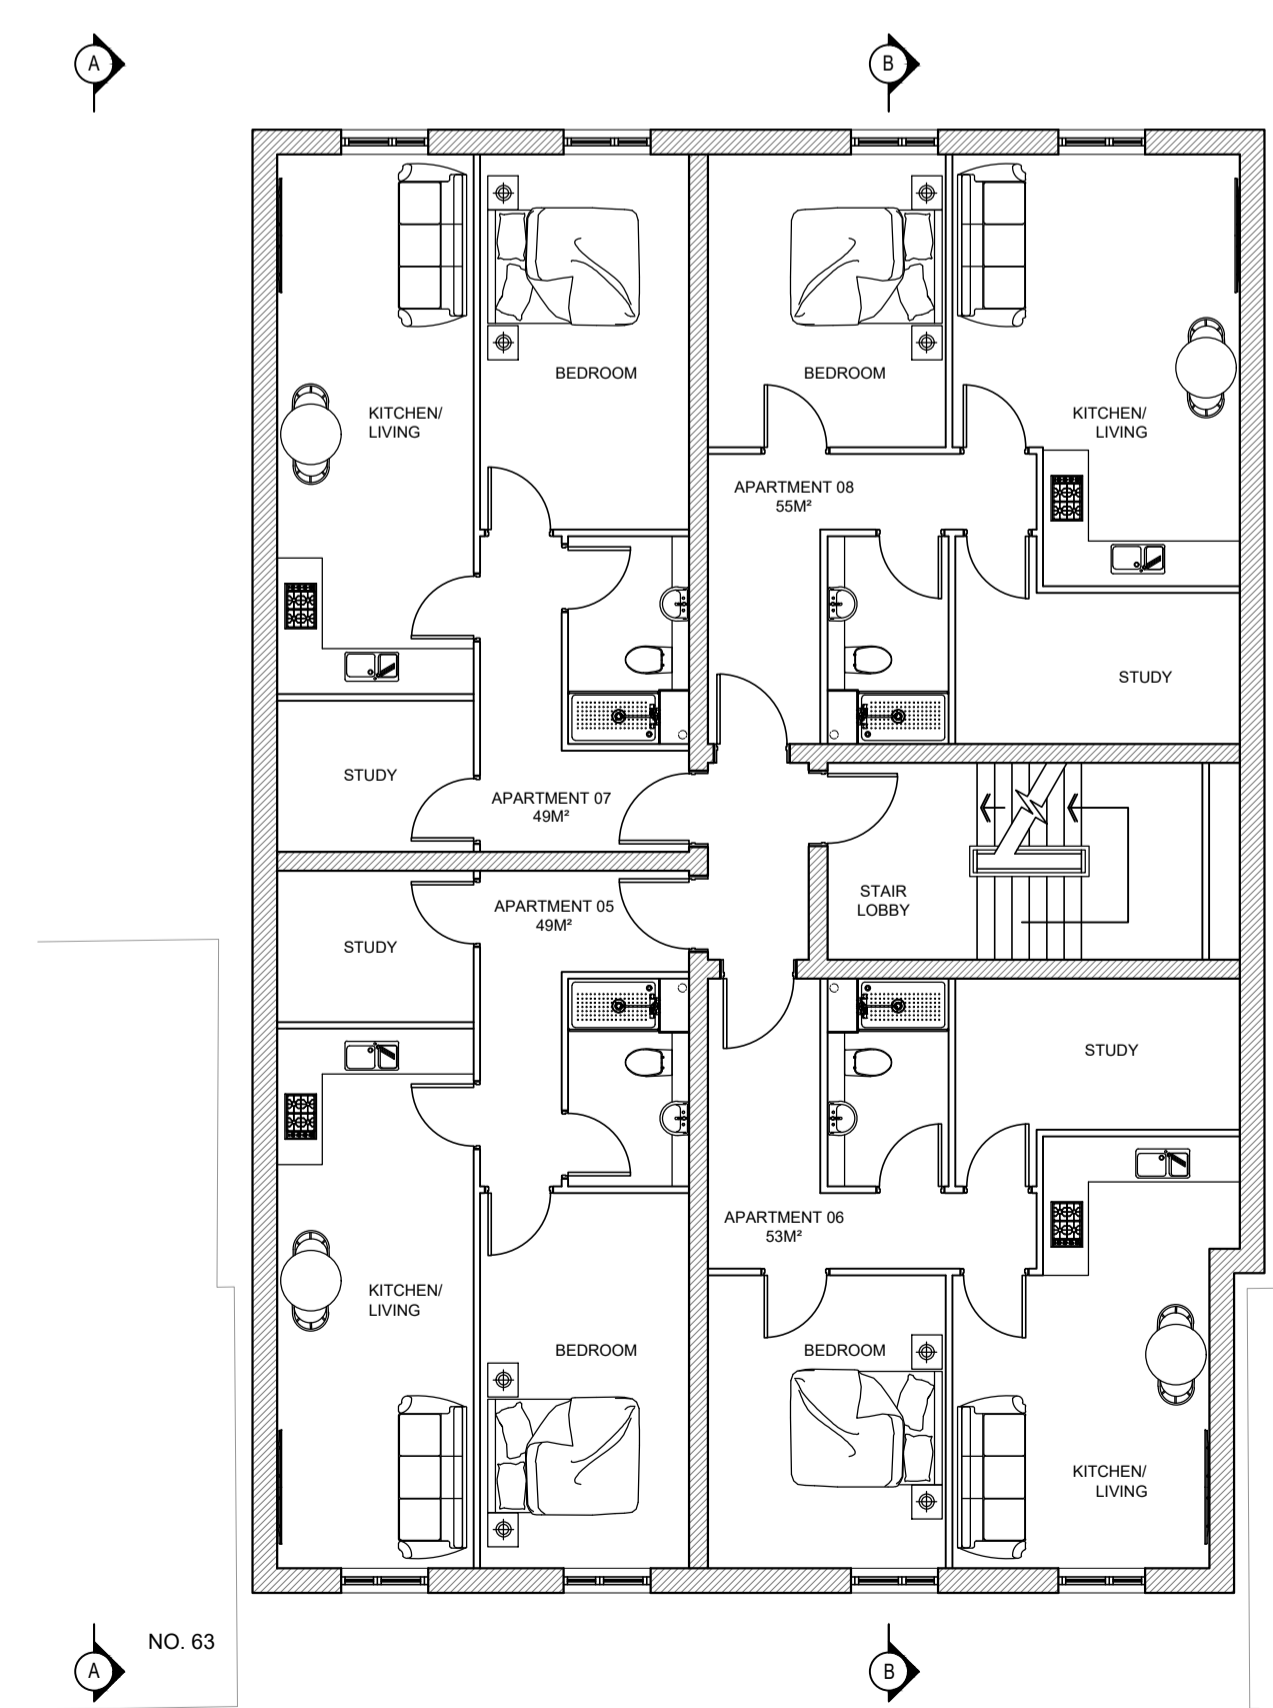 A
B
BEDROOM
BEDROOM
KITCHEN/
LIVING
KITCHEN/
LIVING
APARTMENT 08
55M²
STUDY
STUDY
APARTMENT 07
49M²
STAIR
LOBBY
APARTMENT 05
49M²
STUDY
STUDY
APARTMENT 06
53M²
KITCHEN/
LIVING
BEDROOM
BEDROOM
KITCHEN/
LIVING
NO. 63
A
B